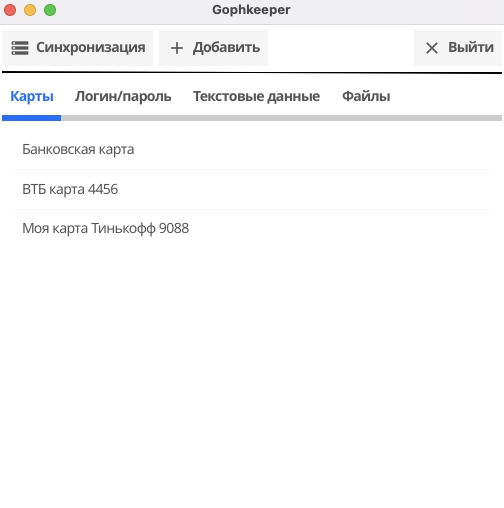 Gophkeeper
Синхронизация Добавить Выйти
Карты Логин/пароль Текстовые данные Файлы
Банковская карта
ВТБ карта 4456
Моя карта Тинькофф 9088